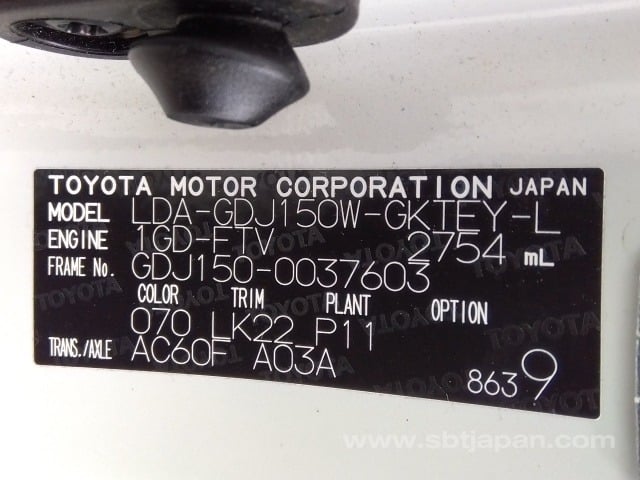 TOYOTA MOTOR CORPORATION JAPAN
MODEL LDA-GDJ150W-GKTEY-L
ENGINE 1GD-FTV 2754 mL
FRAME No. GDJ150-0037603
COLOR TRIM PLANT OPTION
070 LK22 P11
TRANS./AXLE AC60F A03A
8639
www.sbtjapan.com